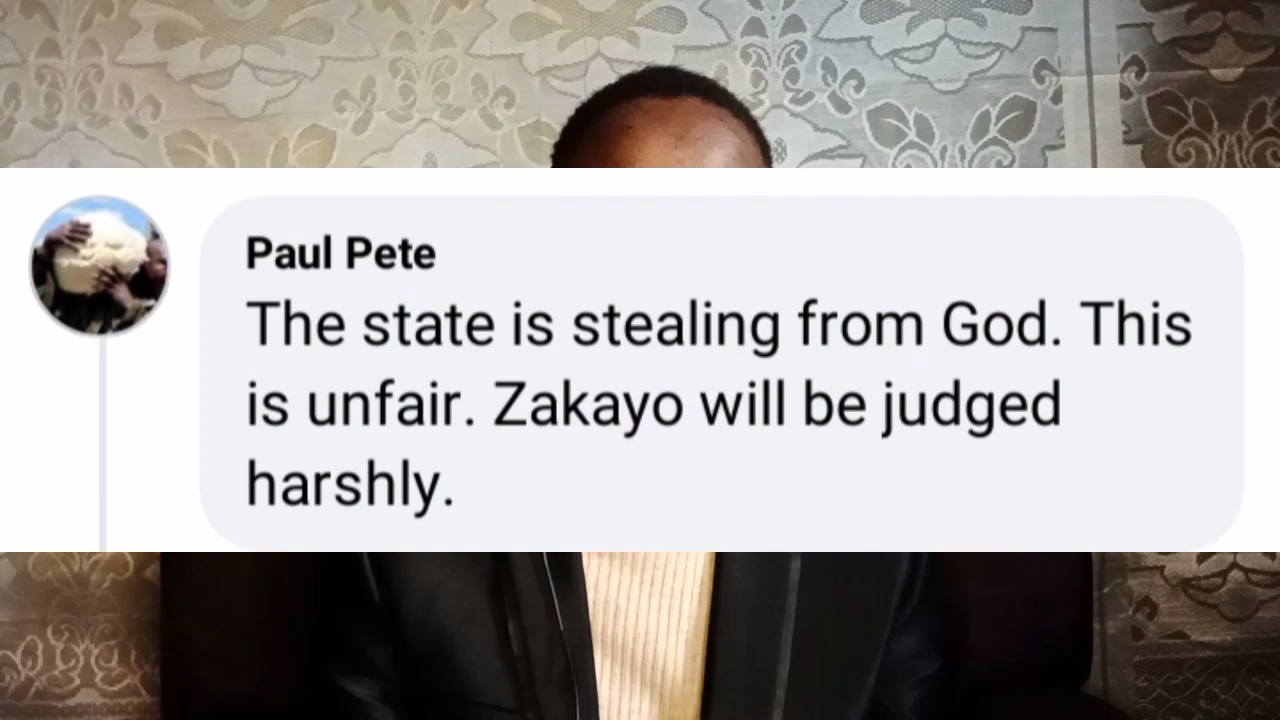 Paul Pete
The state is stealing from God. This
is unfair. Zakayo will be judged
harshly.